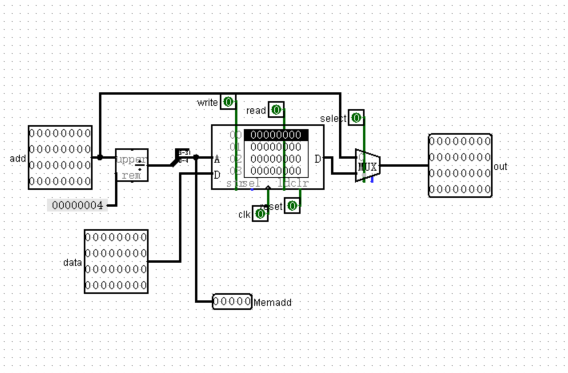 write 0
read 0
select 0
00000000
00000000
00000000
00000000
add
upper
rem
÷
A
D
00 00000000
01 00000000
02 00000000
03 00000000
str sel ld clr
D
MUX
00000000
00000000
00000000
00000000
out
00000004
clk 0
reset 0
00000000
00000000
00000000
00000000
data
00000 Memadd